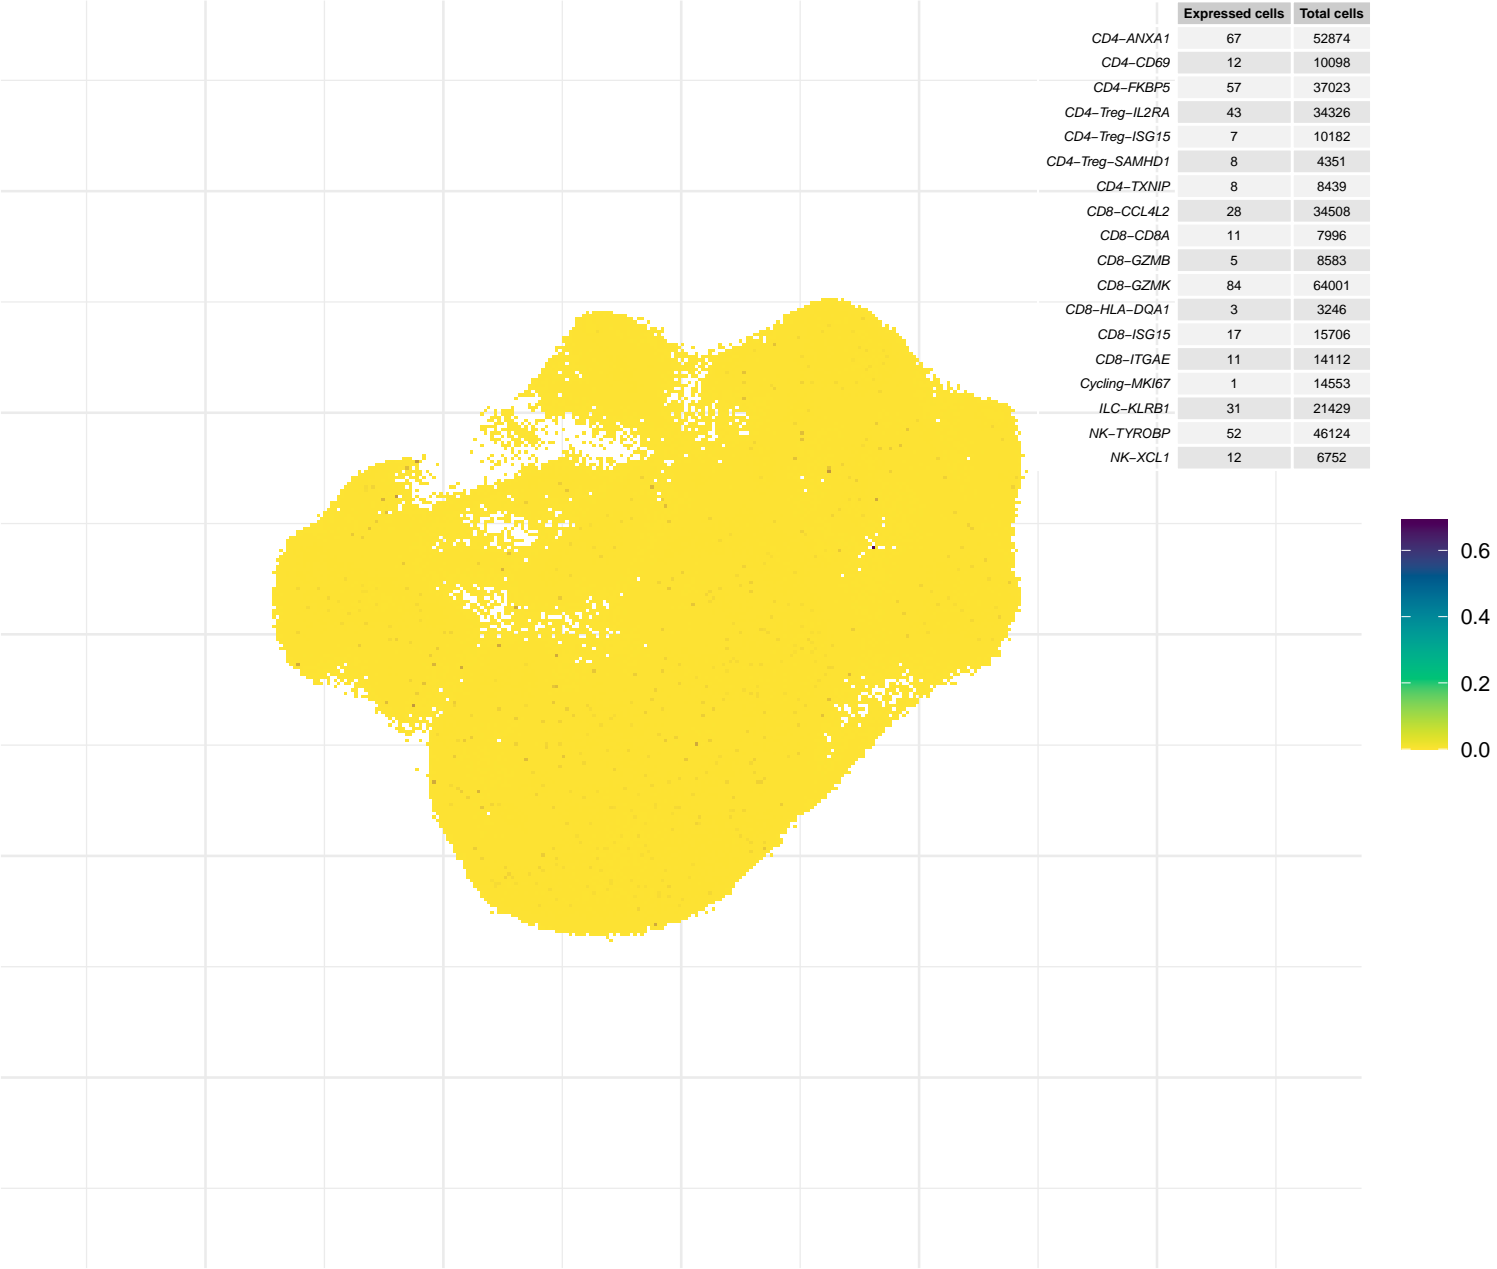 Expressed cells Total cells
CD4−ANXA1 67 52874
CD4−CD69 12 10098
CD4−FKBP5 57 37023
CD4−Treg−IL2RA 43 34326
CD4−Treg−ISG15 7 10182
CD4−Treg−SAMHD1 8 4351
CD4−TXNIP 8 8439
CD8−CCL4L2 28 34508
CD8−CD8A 11 7996
CD8−GZMB 5 8583
CD8−GZMK 84 64001
CD8−HLA−DQA1 3 3246
CD8−ISG15 17 15706
CD8−ITGAE 11 14112
Cycling−MKI67 1 14553
ILC−KLRB1 31 21429
NK−TYROBP 52 46124
NK−XCL1 12 6752
0.6
0.4
0.2
0.0